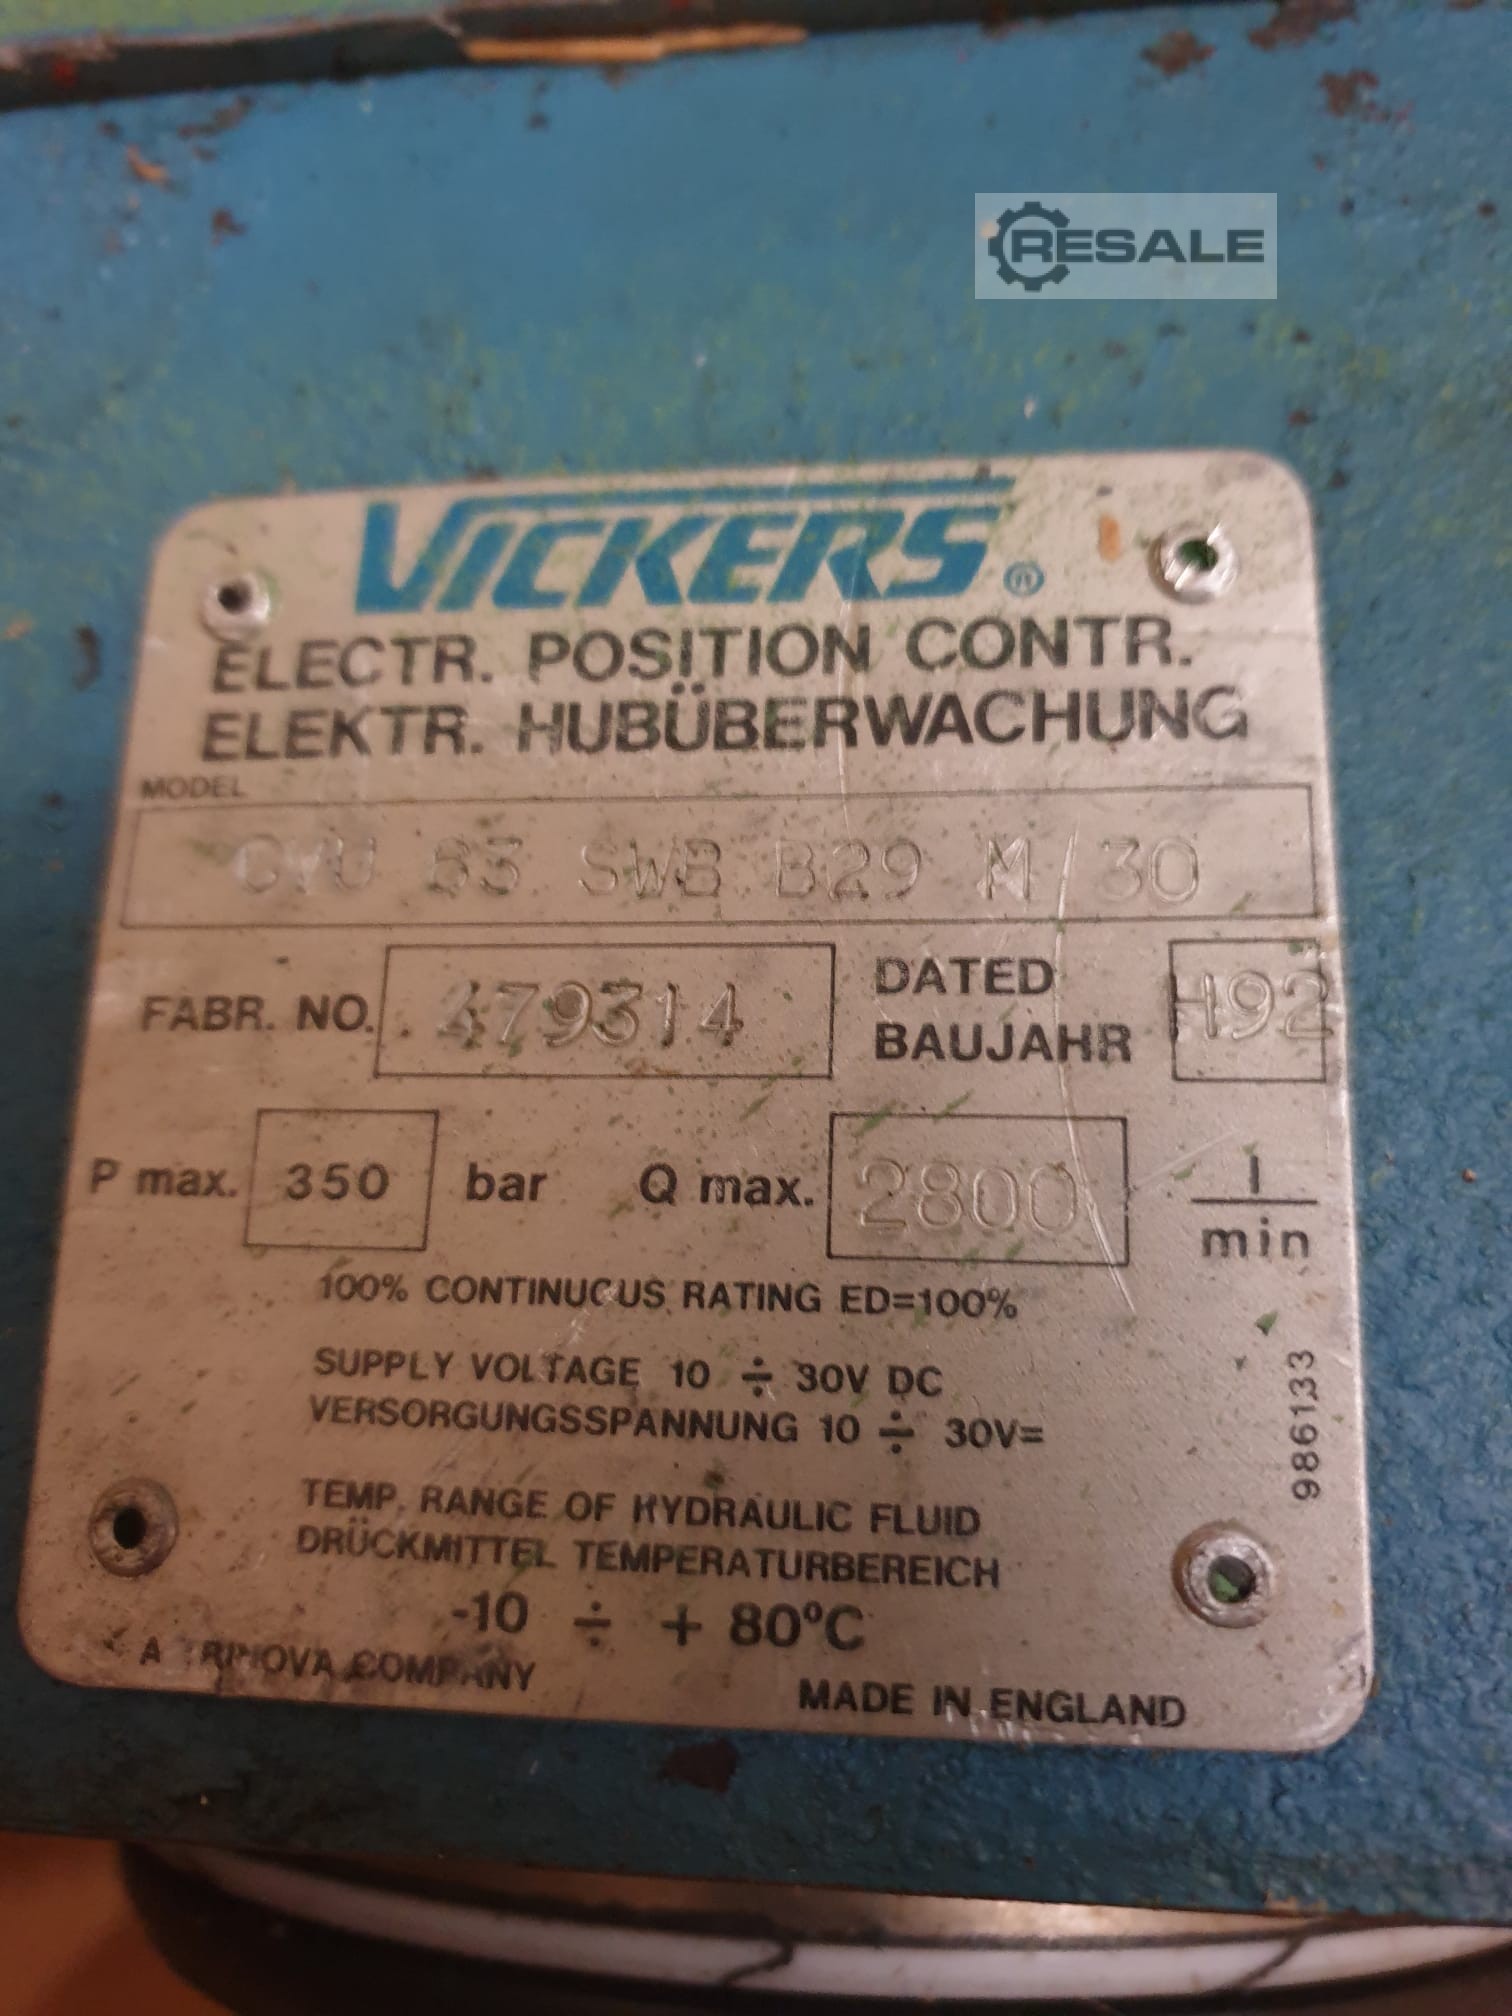 RESALE
VICKERS®
ELECTR. POSITION CONTR.
ELEKTR. HUBÜBERWACHUNG
MODEL
CVU 63 SWB B29 M 30
FABR. NO. 479314 DATED BAUJAHR H92
P max. 350 bar Q max. 2800 l/min
100% CONTINUOUS RATING ED=100%
SUPPLY VOLTAGE 10 ÷ 30V DC
VERSORGUNGSSPANNUNG 10 ÷ 30V=
TEMP. RANGE OF HYDRAULIC FLUID
DRÜCKMITTEL TEMPERATURBEREICH
-10 ÷ + 80°C
A TRINOVA COMPANY
MADE IN ENGLAND
986133